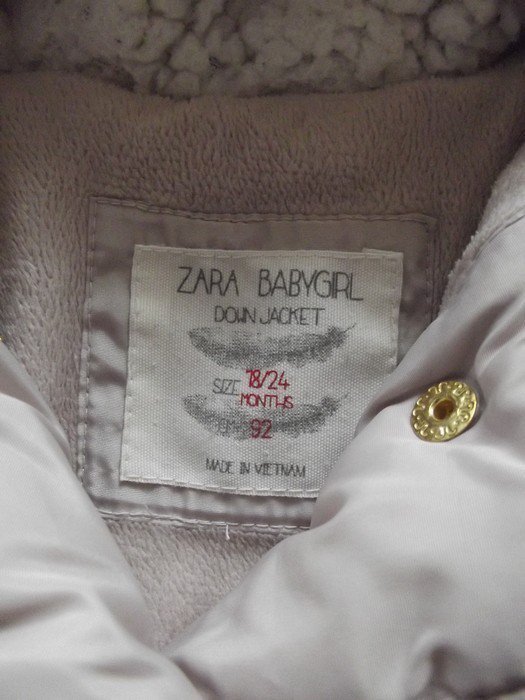 ZARA BABYGIRL
DOWN JACKET
SIZE 18/24
MONTHS
CM 92
MADE IN VIETNAM